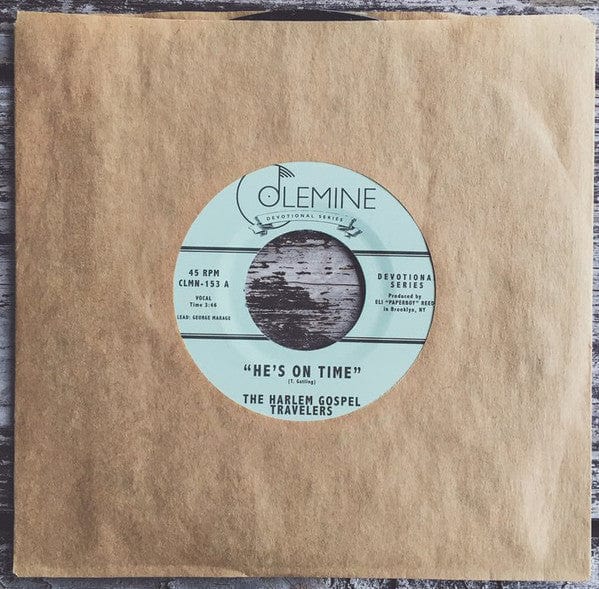 COLEMINE
DEVOTIONAL SERIES
45 RPM
CLMN-153 A
VOCAL
Time 3:46
LEAD: GEORGE MARAGE
DEVOTIONA
SERIES
Produced by
ELI "PAPERBOY" REED
in Brooklyn, NY
"HE'S ON TIME"
(T. Gatling)
THE HARLEM GOSPEL
TRAVELERS